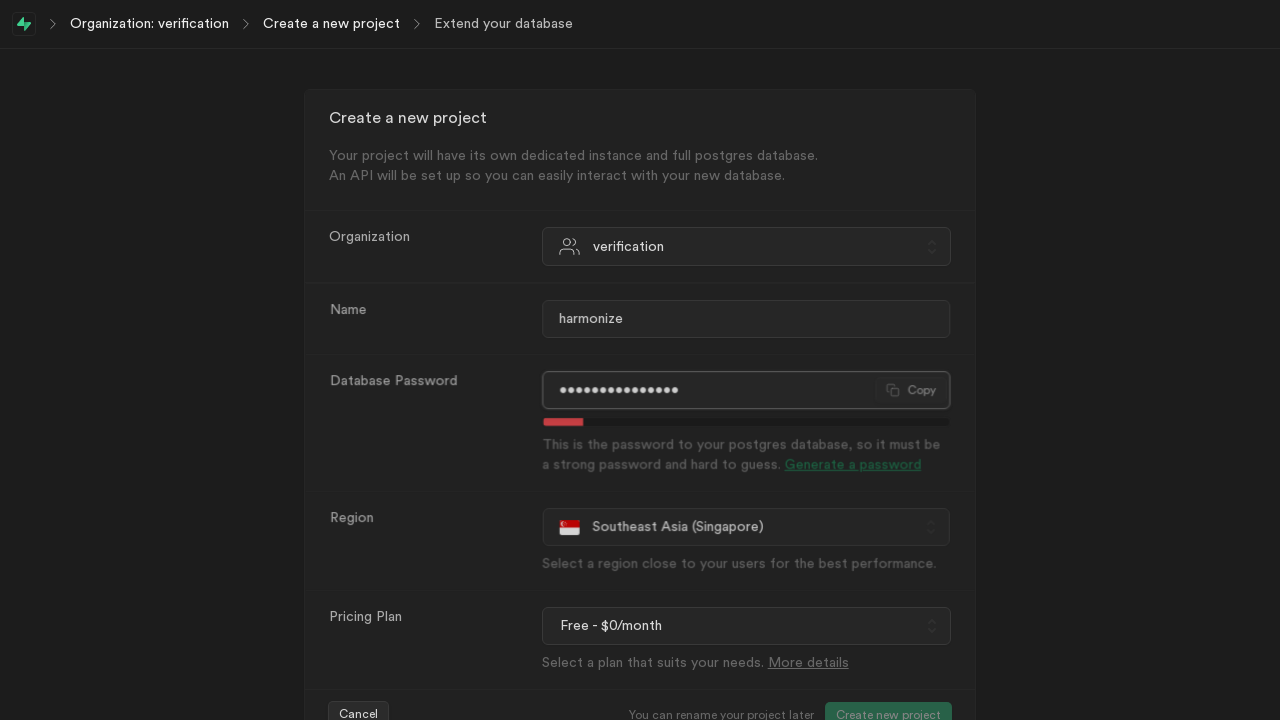 Organization: verification
Create a new project
Extend your database
Create a new project
Your project will have its own dedicated instance and full postgres database.
An API will be set up so you can easily interact with your new database.
Organization
verification
Name
harmonize
Database Password
•••••••••••••••
Copy
This is the password to your postgres database, so it must be
a strong password and hard to guess. Generate a password
Region
Southeast Asia (Singapore)
Select a region close to your users for the best performance.
Pricing Plan
Free - $0/month
Select a plan that suits your needs. More details
Cancel
You can rename your project later
Create new project